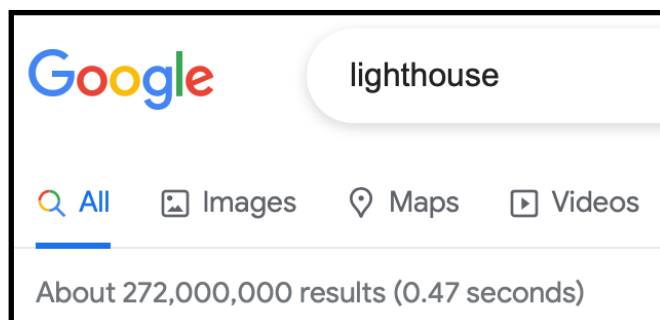 Google lighthouse
All Images Maps Videos
About 272,000,000 results (0.47 seconds)